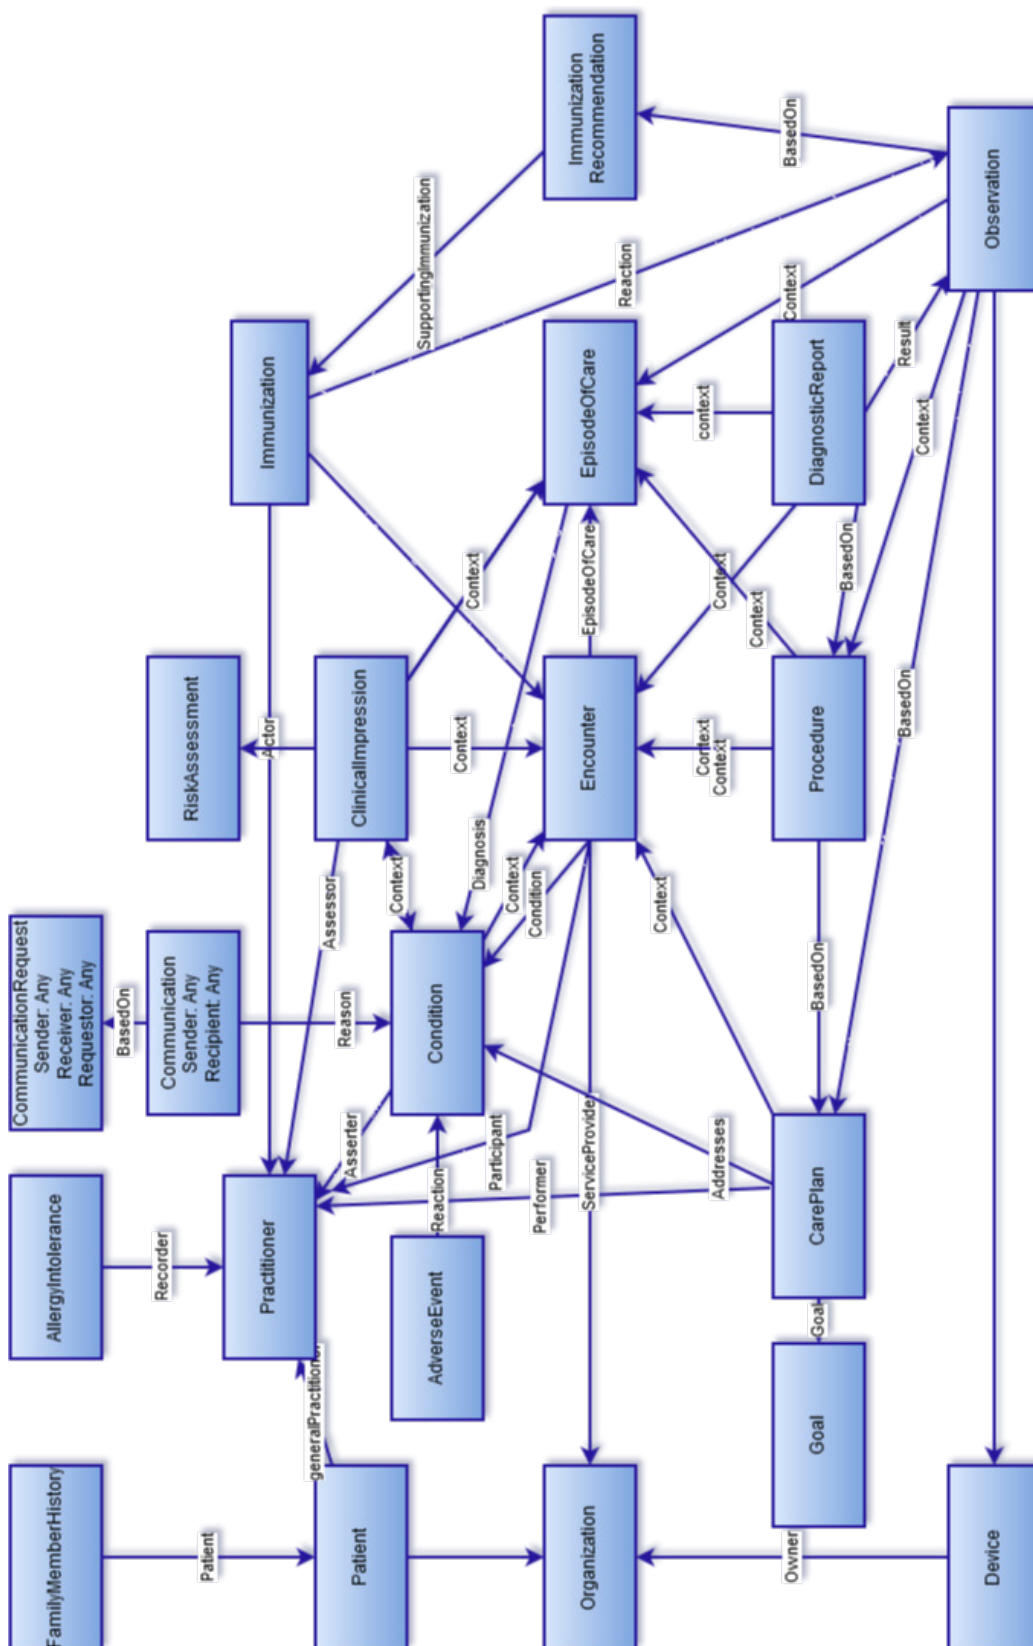 FamilyMemberHistory
AllergyIntolerance
CommunicationRequest
Sender: Any
Receiver: Any
Requestor: Any
BasedOn
Recorder
Communication
Sender: Any
Recipient: Any
RiskAssessment
Patient
Practitioner
Actor
Immunization
generalPractitioner
Assessor
Reason
Asserter
Patient
ClinicalImpression
Context
SupportingImmunization
AdverseEvent
Reaction
Condition
Context
Context
Diagnosis
Participant
Context
Condition
Performer
Organization
ServiceProvider
Encounter
EpisodeOfCare
EpisodeOfCare
Immunization
Recommendation
Reaction
Context
Context
context
Addresses
Context
Context
Context
Owner
Context
BasedOn
Goal
Goal
CarePlan
BasedOn
Procedure
DiagnosticReport
BasedOn
Result
BasedOn
Context
Device
Observation